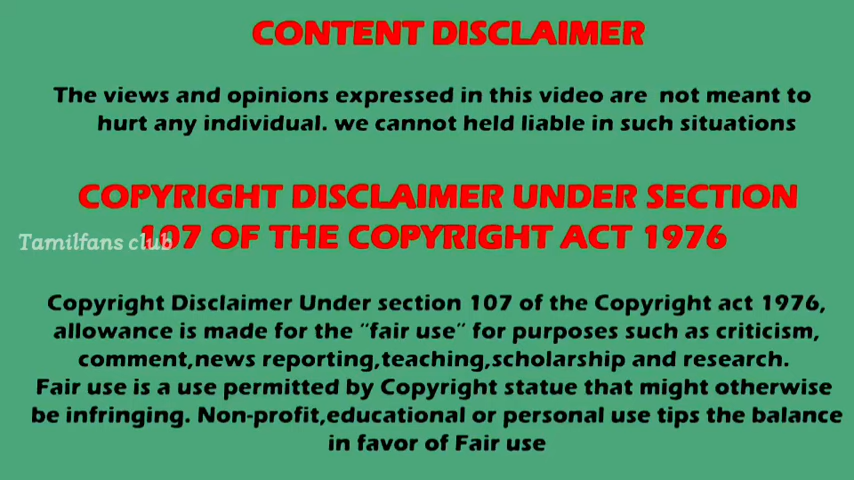 CONTENT DISCLAIMER
The views and opinions expressed in this video are not meant to
hurt any individual. we cannot held liable in such situations
COPYRIGHT DISCLAIMER UNDER SECTION
107 OF THE COPYRIGHT ACT 1976
Tamilfans club
Copyright Disclaimer Under section 107 of the Copyright act 1976,
allowance is made for the "fair use" for purposes such as criticism,
comment,news reporting,teaching,scholarship and research.
Fair use is a use permitted by Copyright statue that might otherwise
be infringing. Non-profit,educational or personal use tips the balance
in favor of Fair use